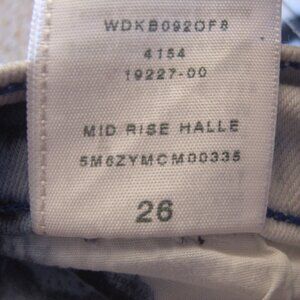 WDKB092OF8
4154
19227-00
MID RISE HALLE
5M6ZYMCM00335
26